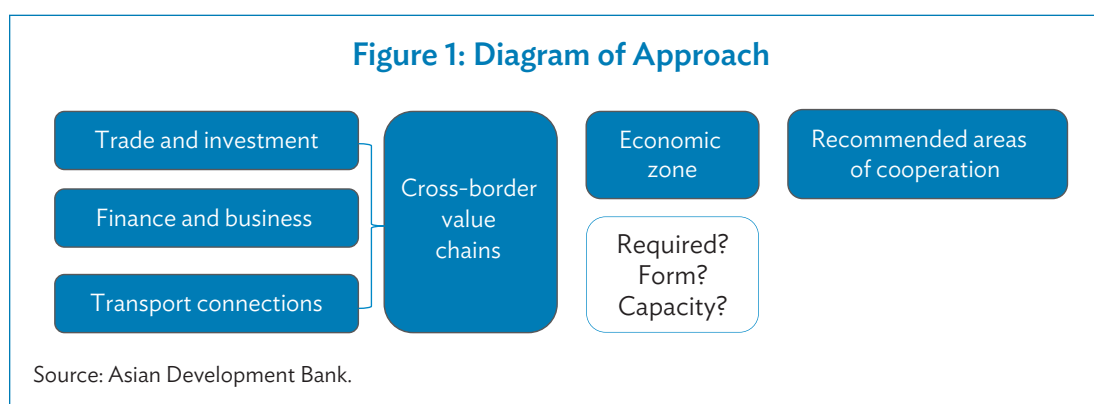 Figure 1: Diagram of Approach
Trade and investment
Finance and business
Transport connections
Cross-border
value
chains
Economic
zone
Required?
Form?
Capacity?
Recommended areas
of cooperation
Source: Asian Development Bank.